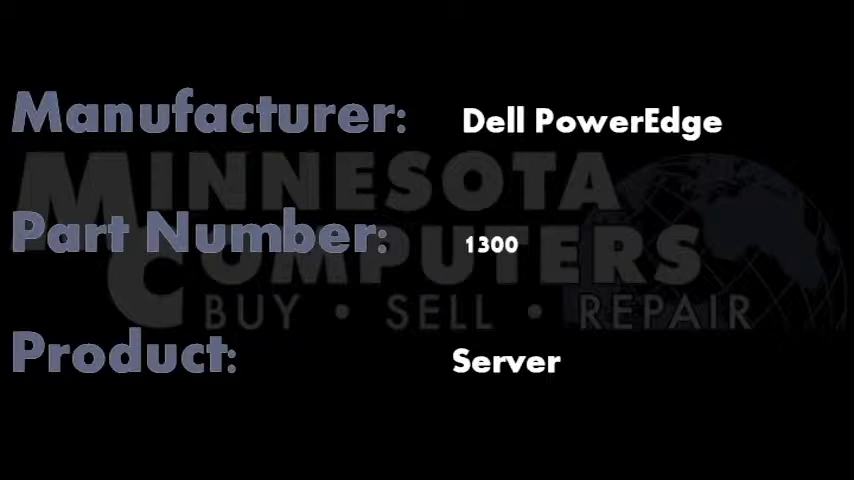 Manufacturer: Dell PowerEdge
MINNESOTA
Part Number: 1300
COMPUTERS
BUY • SELL • REPAIR
Product: Server